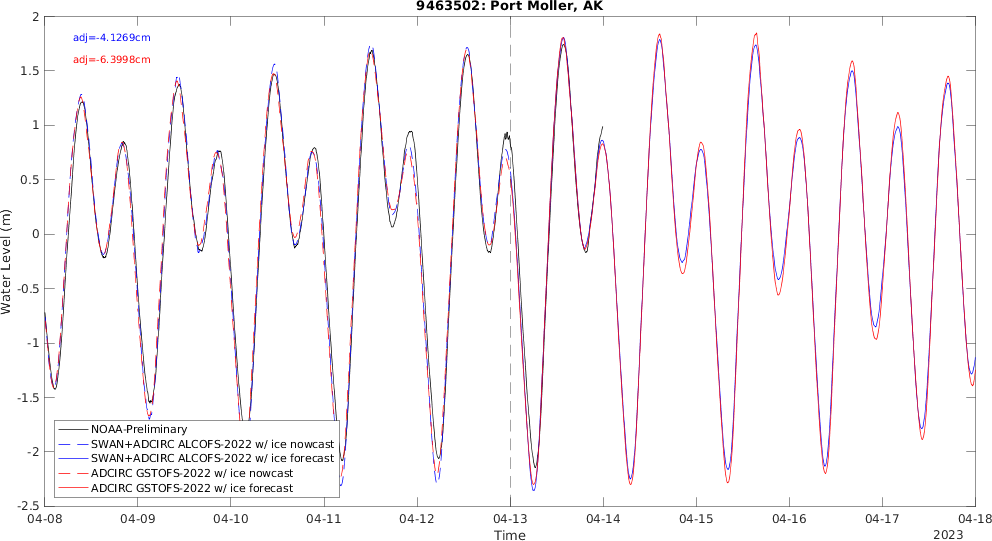 9463502: Port Moller, AK
adj=-4.1269cm
adj=-6.3998cm
2
1.5
1
0.5
0
-0.5
-1
-1.5
-2
-2.5
Water Level (m)
NOAA-Preliminary
SWAN+ADCIRC ALCOFS-2022 w/ ice nowcast
SWAN+ADCIRC ALCOFS-2022 w/ ice forecast
ADCIRC GSTOFS-2022 w/ ice nowcast
ADCIRC GSTOFS-2022 w/ ice forecast
04-08 04-09 04-10 04-11 04-12 04-13 04-14 04-15 04-16 04-17 04-18
Time
2023